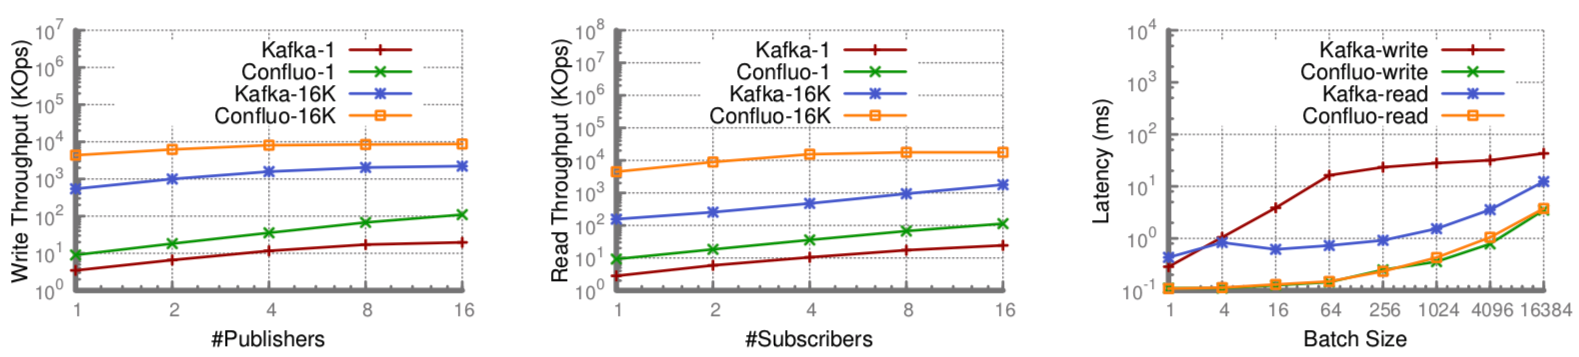 Write Throughput (KOps)
10^7
10^6
10^5
10^4
10^3
10^2
10^1
10^0
Kafka-1
Confluo-1
Kafka-16K
Confluo-16K
1 2 4 8 16
#Publishers
Read Throughput (KOps)
10^8
10^7
10^6
10^5
10^4
10^3
10^2
10^1
10^0
Kafka-1
Confluo-1
Kafka-16K
Confluo-16K
1 2 4 8 16
#Subscribers
Latency (ms)
10^4
10^3
10^2
10^1
10^0
10^-1
Kafka-write
Confluo-write
Kafka-read
Confluo-read
1 4 16 64 256 1024 4096 16384
Batch Size